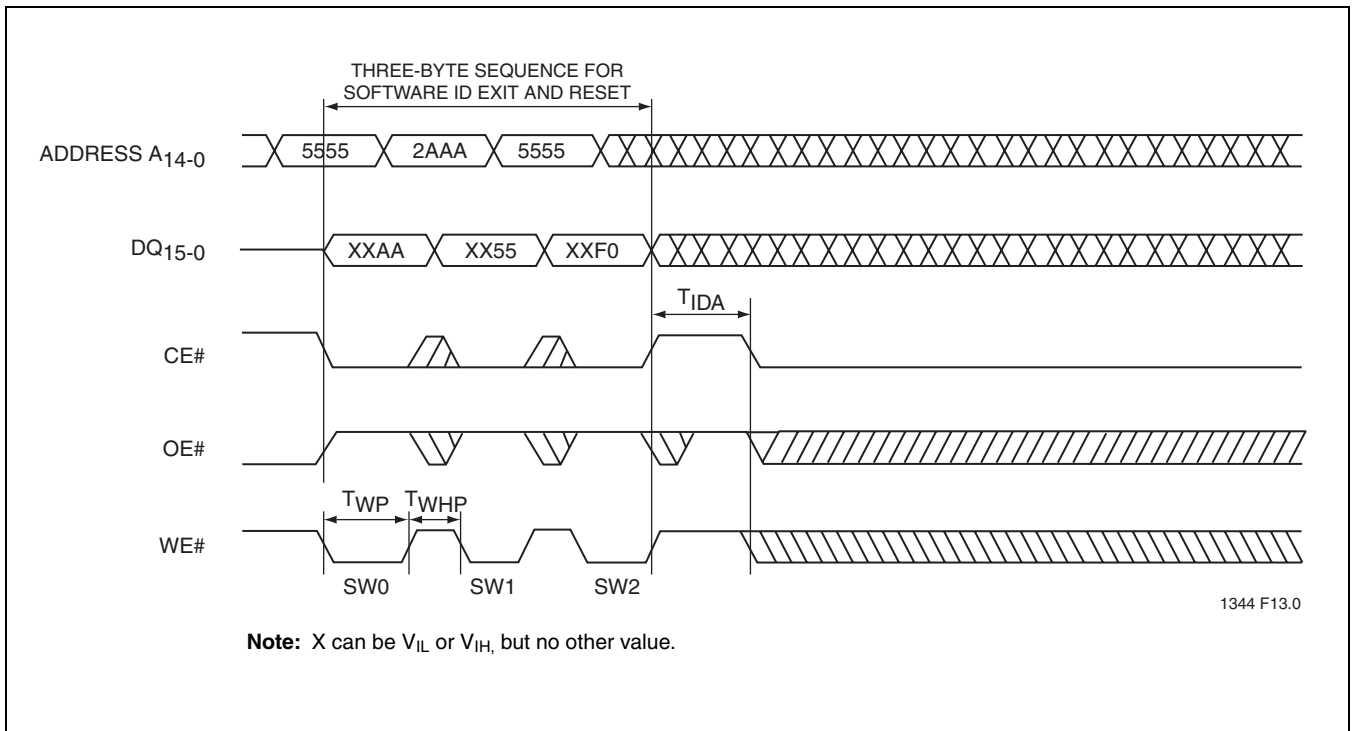 THREE-BYTE SEQUENCE FOR
SOFTWARE ID EXIT AND RESET
ADDRESS A14-0
5555 2AAA 5555
DQ15-0
XXAA XX55 XXF0
TIDA
CE#
OE#
TWP TWHP
WE#
SW0 SW1 SW2
1344 F13.0
Note: X can be VIL or VIH, but no other value.